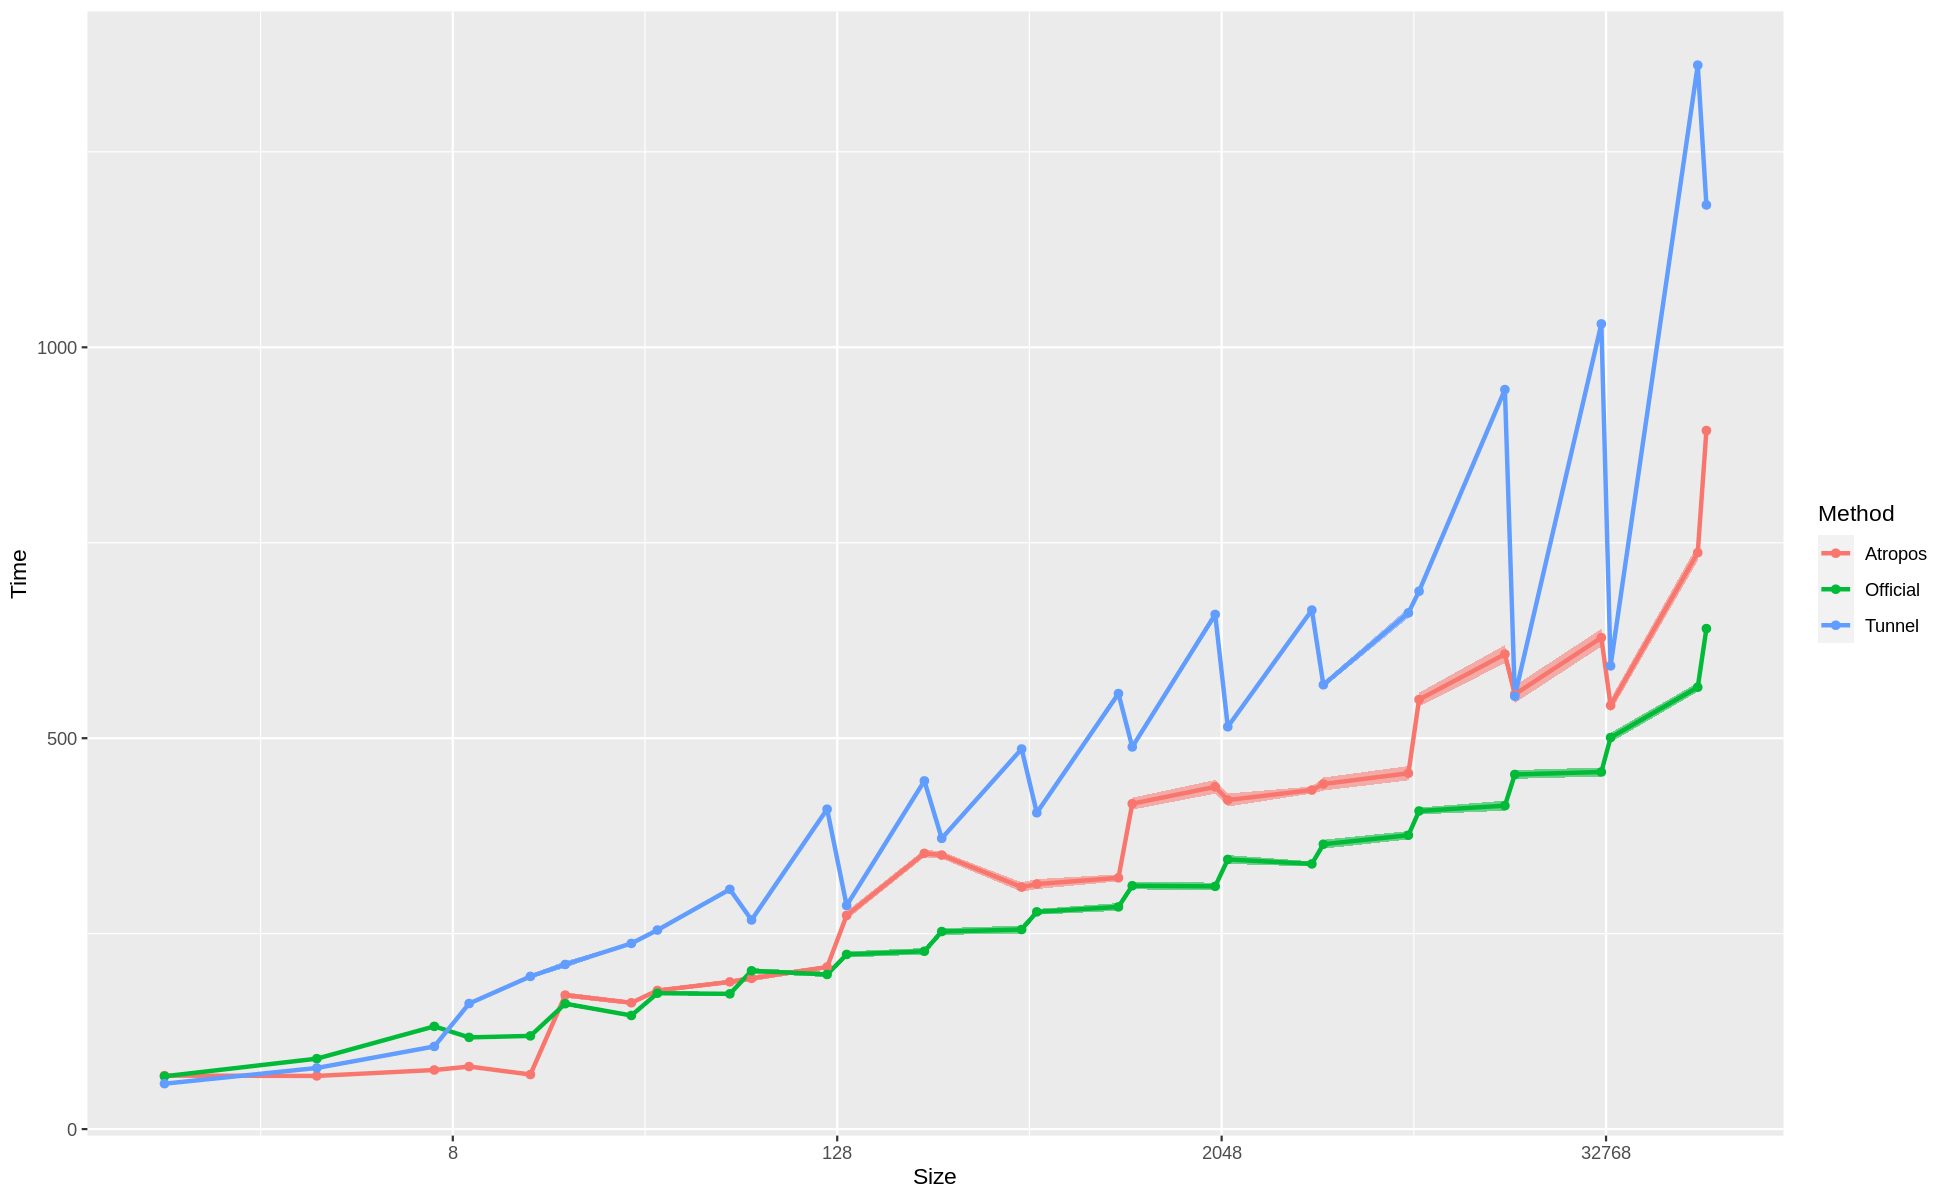 1000
500
0
Time
8
128
2048
32768
Size
Method
Atropos
Official
Tunnel